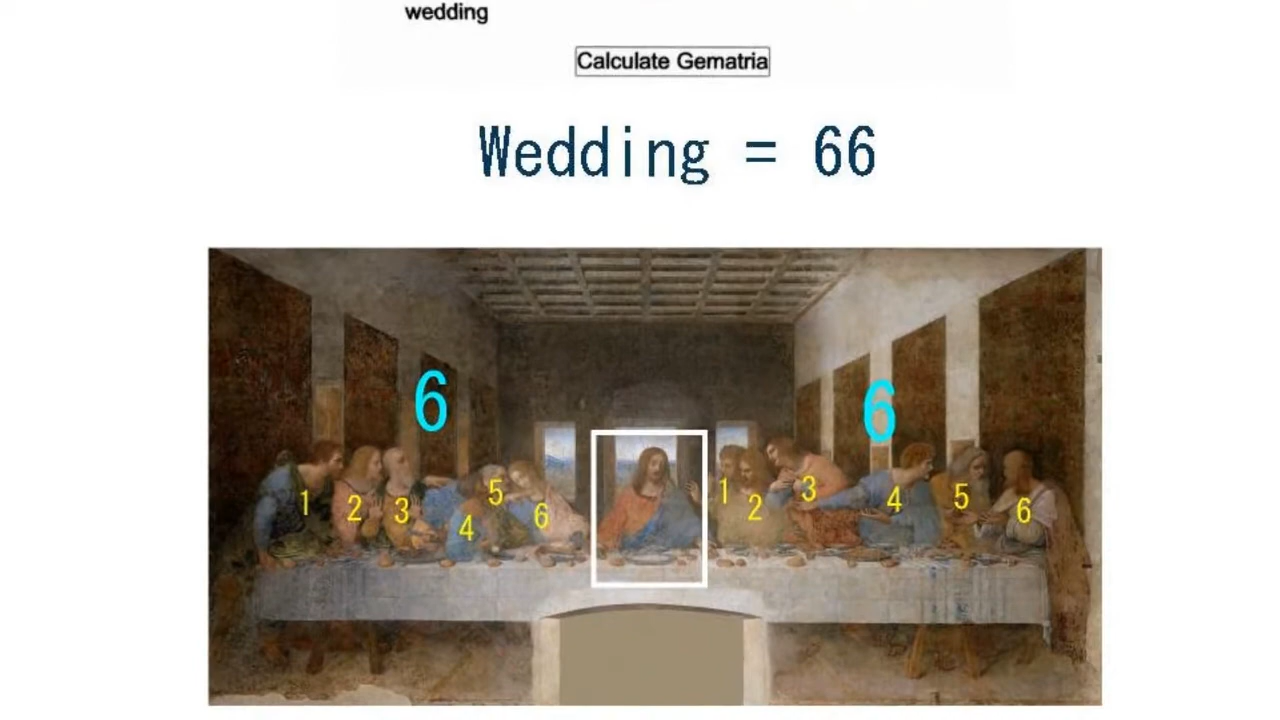 wedding
Calculate Gematria
Wedding = 66
6 6
1 2 3 4 5 6 1 2 3 4 5 6